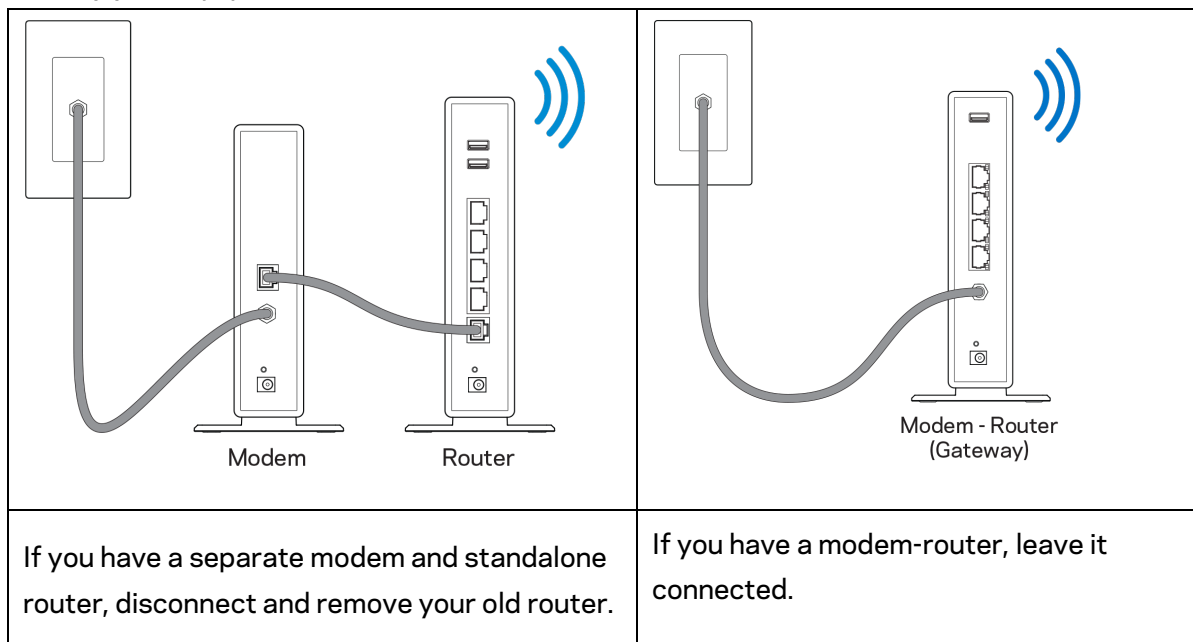 Modem
Router
Modem - Router
(Gateway)
If you have a separate modem and standalone
router, disconnect and remove your old router.
If you have a modem-router, leave it
connected.